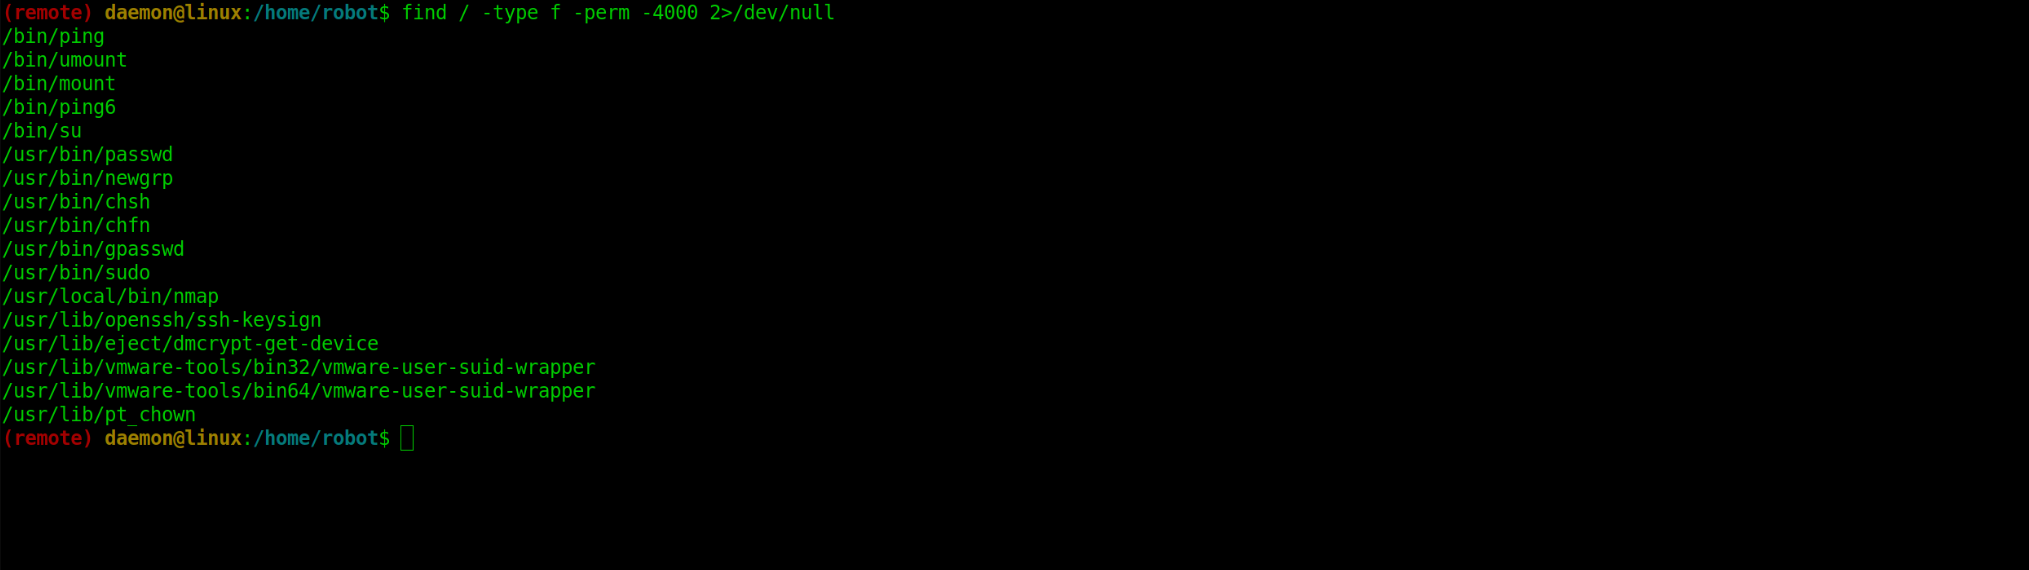 (remote) daemon@linux:/home/robot$ find / -type f -perm -4000 2>/dev/null
/bin/ping
/bin/umount
/bin/mount
/bin/ping6
/bin/su
/usr/bin/passwd
/usr/bin/newgrp
/usr/bin/chsh
/usr/bin/chfn
/usr/bin/gpasswd
/usr/bin/sudo
/usr/local/bin/nmap
/usr/lib/openssh/ssh-keysign
/usr/lib/eject/dmcrypt-get-device
/usr/lib/vmware-tools/bin32/vmware-user-suid-wrapper
/usr/lib/vmware-tools/bin64/vmware-user-suid-wrapper
/usr/lib/pt_chown
(remote) daemon@linux:/home/robot$